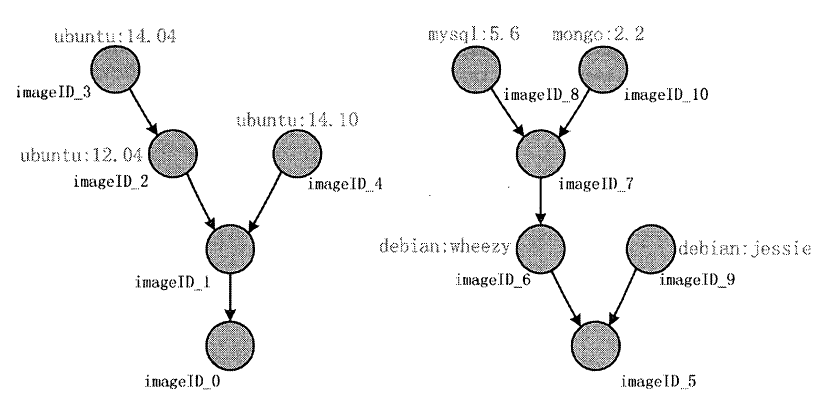 ubuntu:14.04
mysql:5.6
mongo:2.2
imageID_3
imageID_8
imageID_10
ubuntu:14.10
ubuntu:12.04
imageID_2
imageID_4
imageID_7
debian:wheezy
debian:jessie
imageID_1
imageID_6
imageID_9
imageID_0
imageID_5